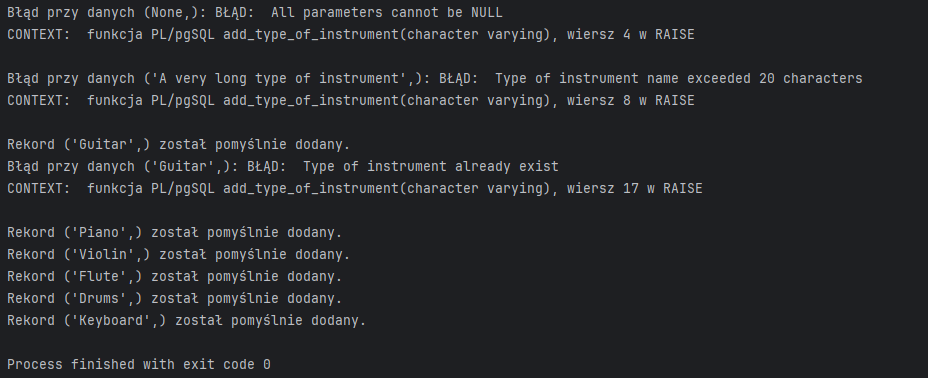 Błąd przy danych (None,): BŁĄD:  All parameters cannot be NULL
CONTEXT:  funkcja PL/pgSQL add_type_of_instrument(character varying), wiersz 4 w RAISE
Błąd przy danych ('A very long type of instrument',): BŁĄD:  Type of instrument name exceeded 20 characters
CONTEXT:  funkcja PL/pgSQL add_type_of_instrument(character varying), wiersz 8 w RAISE
Rekord ('Guitar',) został pomyślnie dodany.
Błąd przy danych ('Guitar',): BŁĄD:  Type of instrument already exist
CONTEXT:  funkcja PL/pgSQL add_type_of_instrument(character varying), wiersz 17 w RAISE
Rekord ('Piano',) został pomyślnie dodany.
Rekord ('Violin',) został pomyślnie dodany.
Rekord ('Flute',) został pomyślnie dodany.
Rekord ('Drums',) został pomyślnie dodany.
Rekord ('Keyboard',) został pomyślnie dodany.
Process finished with exit code 0